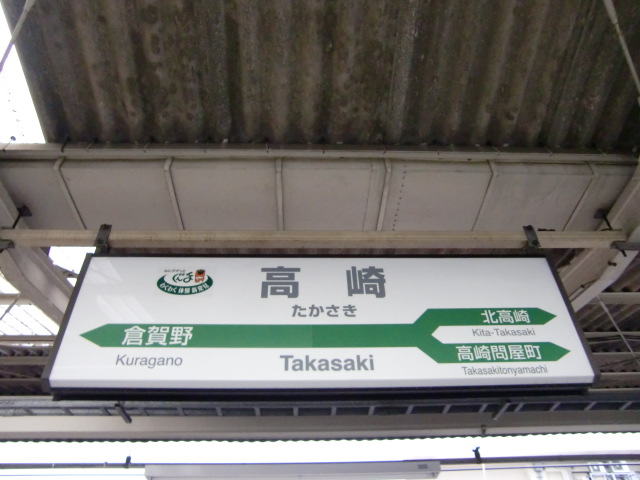 高崎
たかさき
Takasaki
倉賀野
Kuragano
北高崎
Kita-Takasaki
高崎問屋町
Takasakitonyamachi